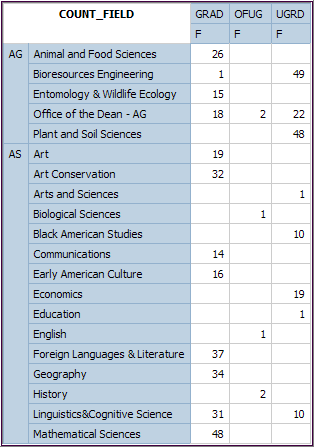 COUNT_FIELD GRAD OFUG UGRD
F F F
AG Animal and Food Sciences 26
Bioresources Engineering 1 49
Entomology & Wildlife Ecology 15
Office of the Dean - AG 18 2 22
Plant and Soil Sciences 48
AS Art 19
Art Conservation 32
Arts and Sciences 1
Biological Sciences 1
Black American Studies 10
Communications 14
Early American Culture 16
Economics 19
Education 1
English 1
Foreign Languages & Literature 37
Geography 34
History 2
Linguistics&Cognitive Science 31 10
Mathematical Sciences 48